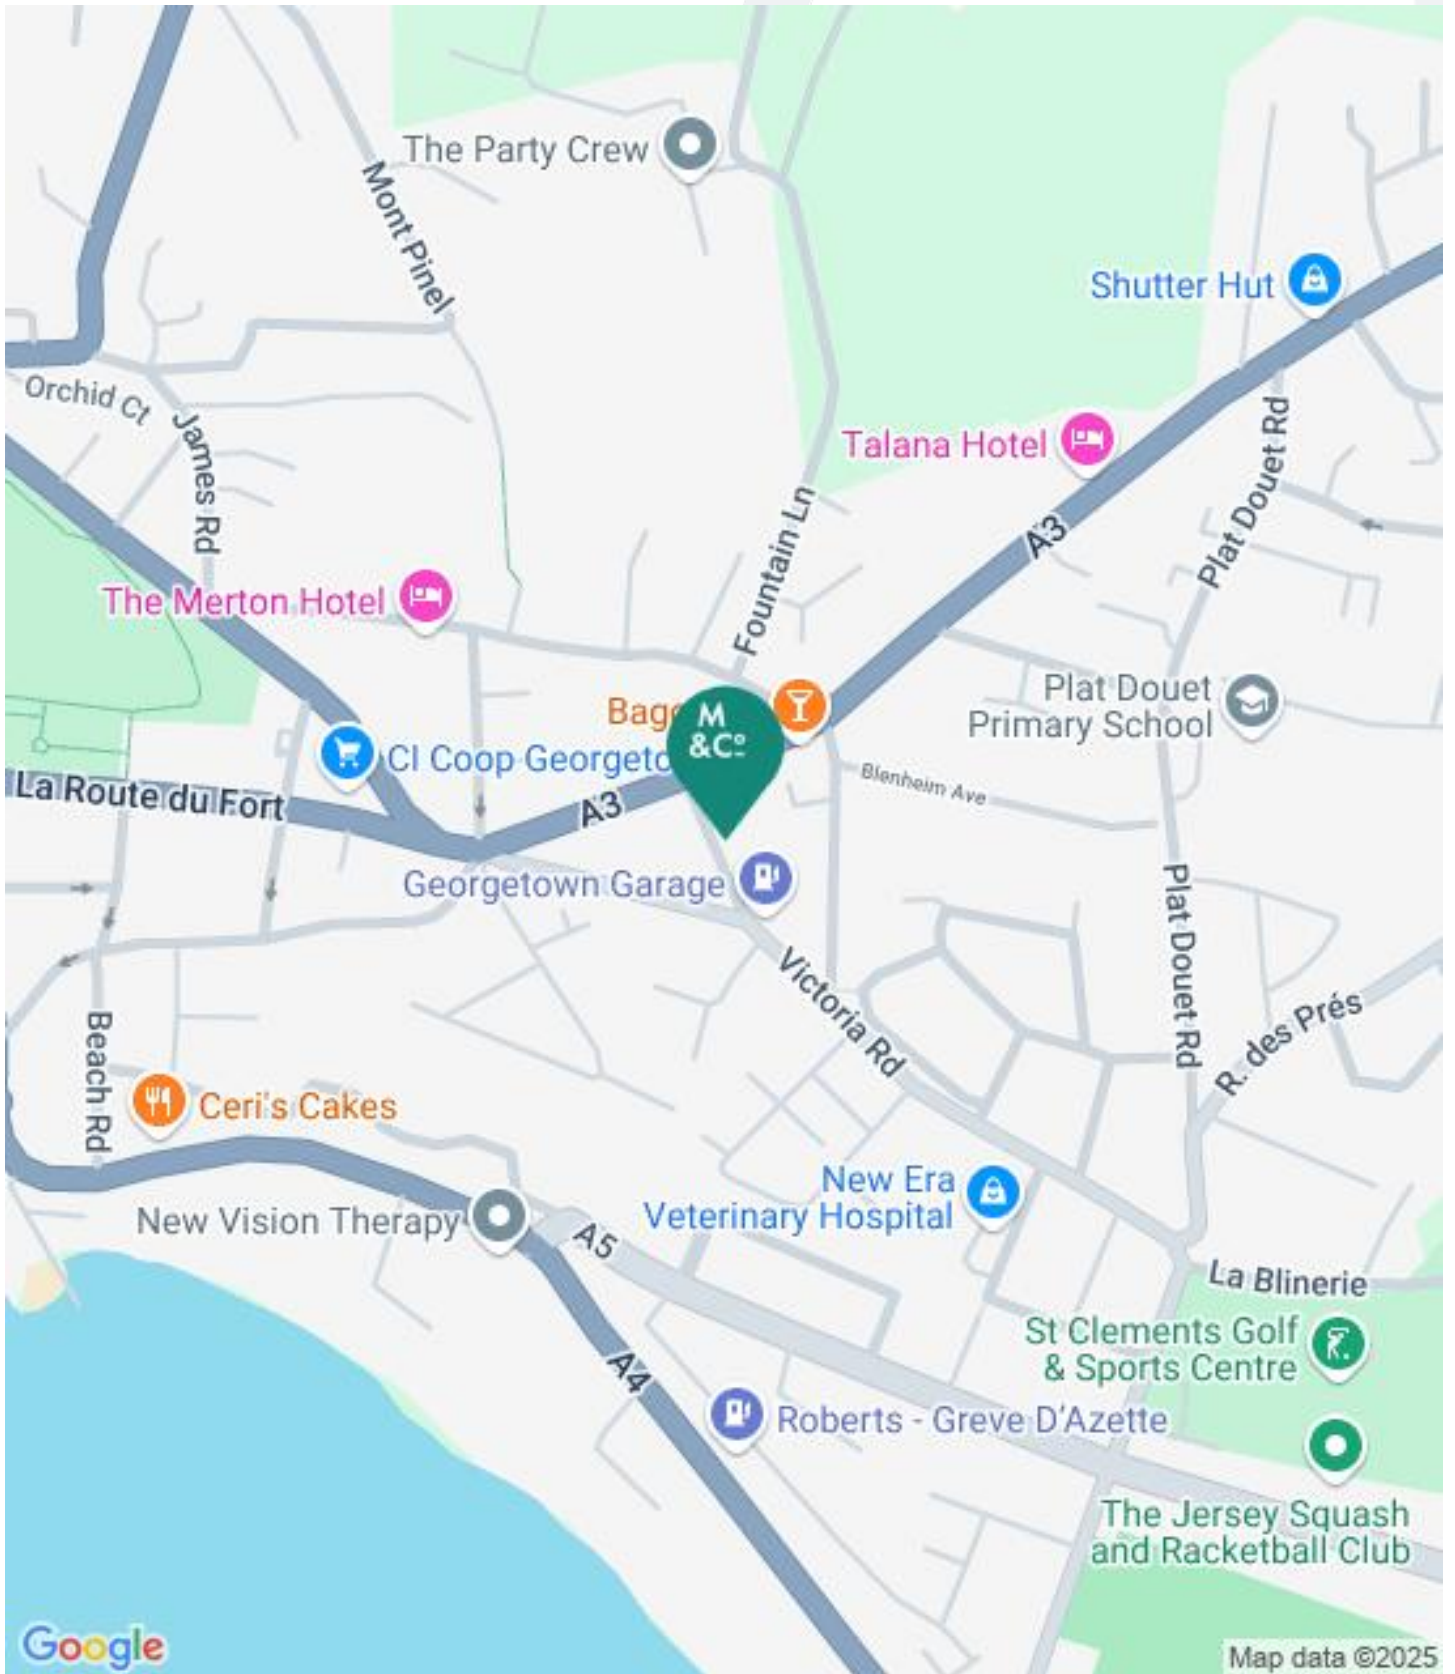 The Party Crew
Mont Pinel
Shutter Hut
Orchid Ct
James Rd
Talana Hotel
Plat Douet Rd
A3
Fountain Ln
The Merton Hotel
Plat Douet
Primary School
M
&Co
CI Coop
Blenheim Ave
La Route du Fort
A3
Georgetown Garage
Plat Douet Rd
Victoria Rd
R. des Prés
Beach Rd
Ceri's Cakes
New Era
Veterinary Hospital
New Vision Therapy
A5
La Blinerie
St Clements Golf
& Sports Centre
A4
Roberts - Greve D'Azette
The Jersey Squash
and Racketball Club
Google
Map data ©2025